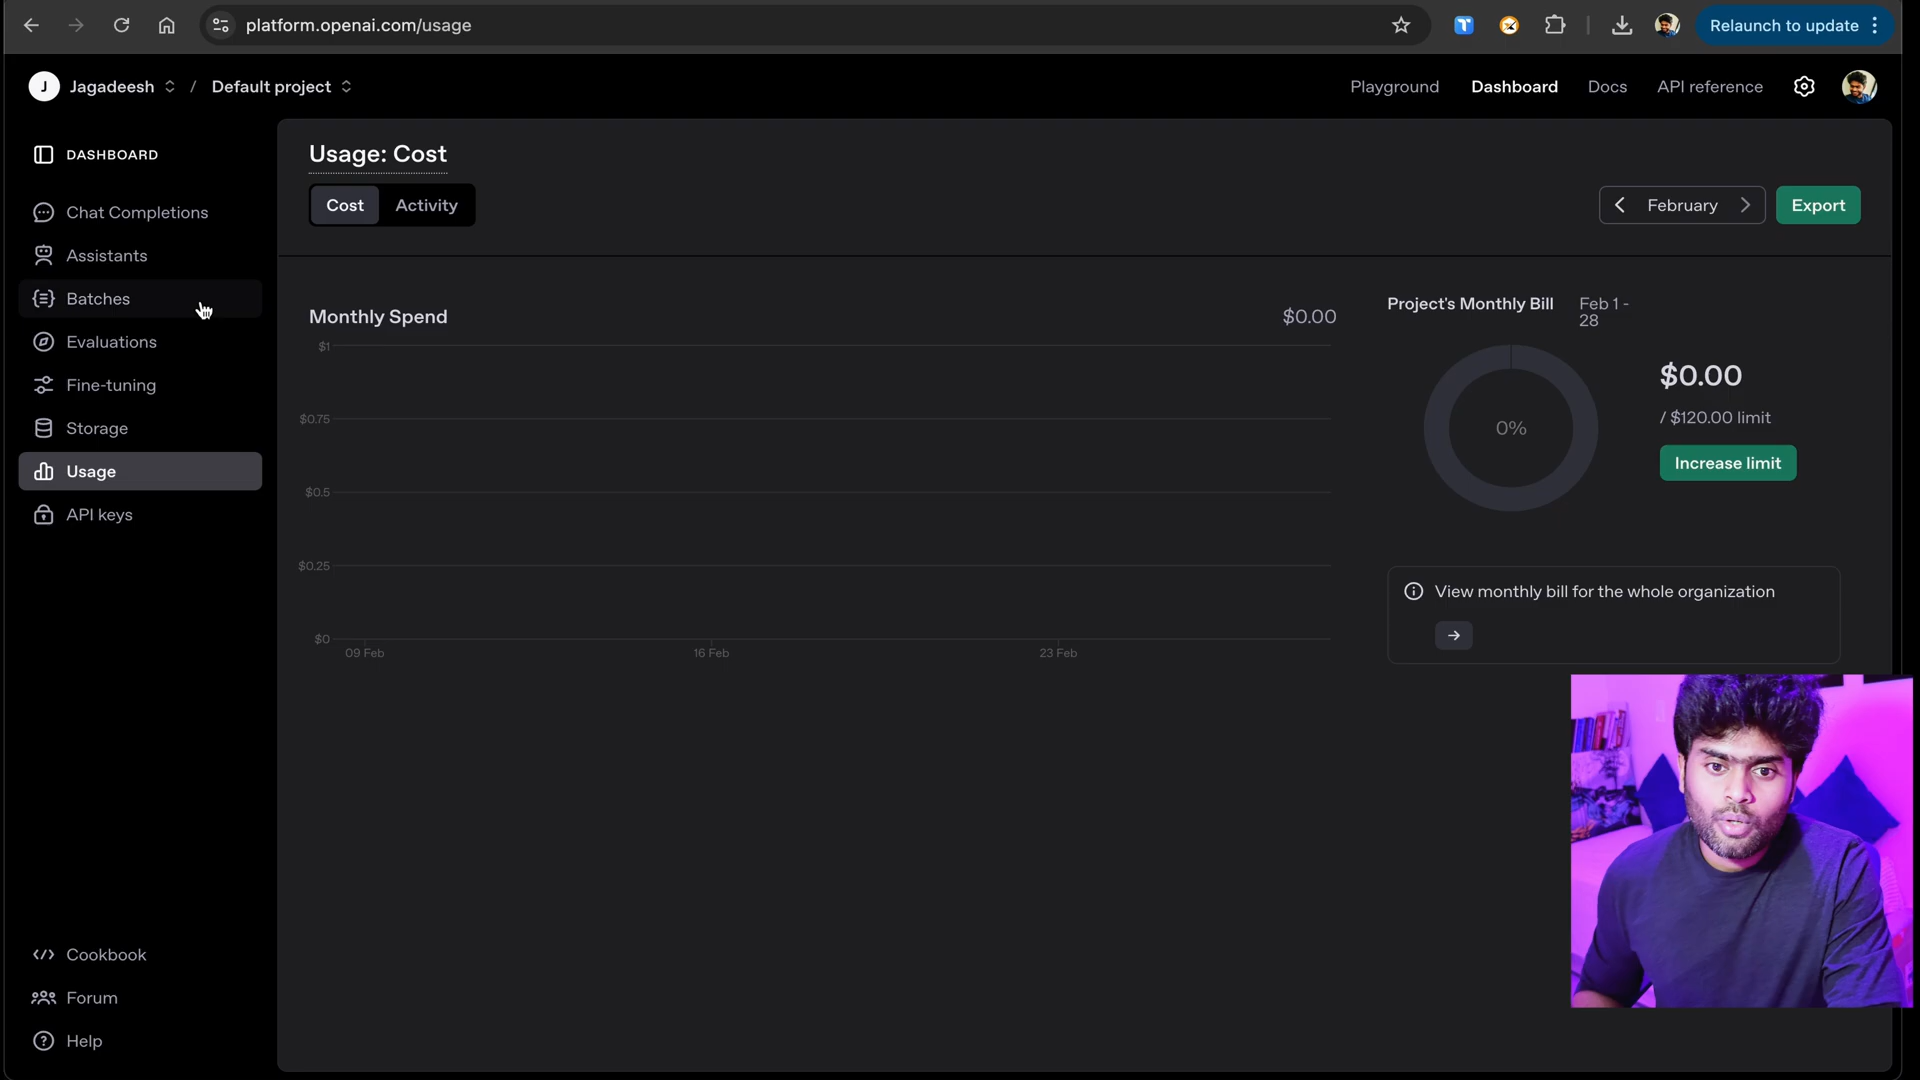 platform.openai.com/usage
Relaunch to update
J Jagadeesh / Default project
Playground Dashboard Docs API reference
DASHBOARD
Chat Completions
Assistants
Batches
Evaluations
Fine-tuning
Storage
Usage
API keys
Cookbook
Forum
Help
Usage: Cost
Cost Activity
February
Export
Monthly Spend $0.00
$1
$0.75
$0.5
$0.25
$0
09 Feb 16 Feb 23 Feb
Project's Monthly Bill
Feb 1 -
28
0%
$0.00
/ $120.00 limit
Increase limit
View monthly bill for the whole organization